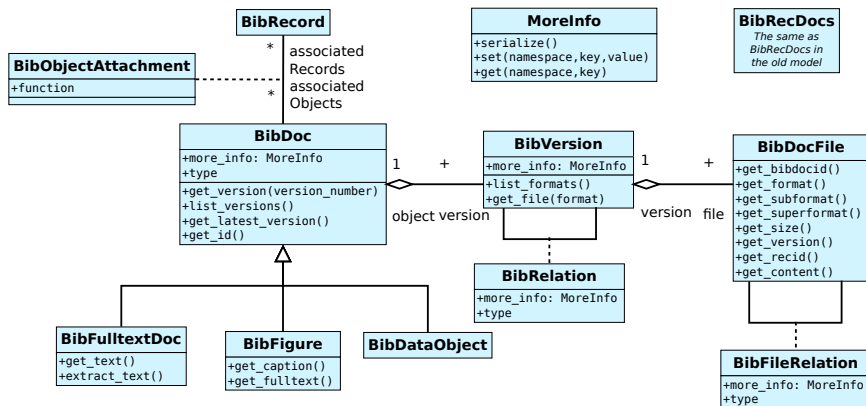 BibRecord
*
associated
Records
*
associated
Objects
BibObjectAttachment
+function
MoreInfo
+serialize()
+set(namespace,key,value)
+get(namespace,key)
BibRecDocs
The same as
BibRecDocs in
the old model
BibDoc
+more_info: MoreInfo
+type
+get_version(version_number)
+list_versions()
+get_latest_version()
+get_id()
1
+
object
version
BibVersion
+more_info: MoreInfo
+list_formats()
+get_file(format)
1
+
version
file
BibDocFile
+get_bibdocid()
+get_format()
+get_subformat()
+get_superformat()
+get_size()
+get_version()
+get_recid()
+get_content()
BibRelation
+more_info: MoreInfo
+type
BibFulltextDoc
+get_text()
+extract_text()
BibFigure
+get_caption()
+get_fulltext()
BibDataObject
BibFileRelation
+more_info: MoreInfo
+type